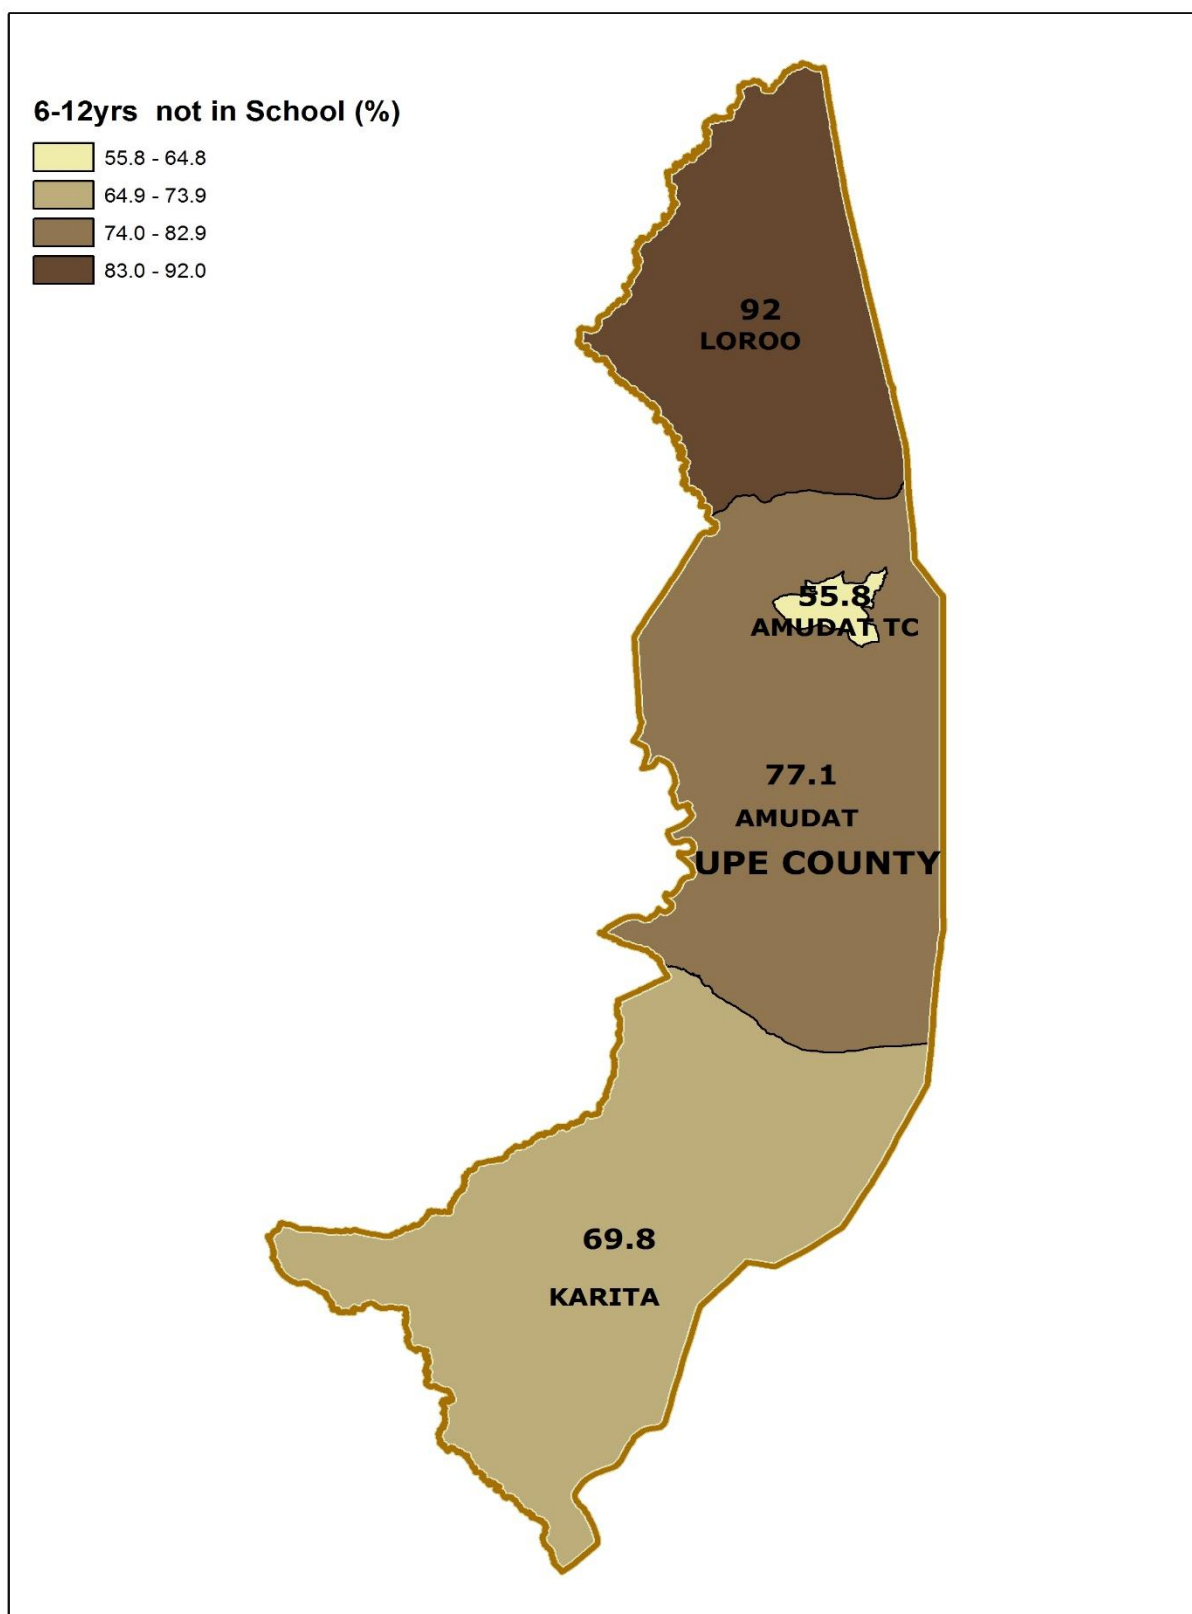 6-12yrs not in School (%)
55.8 - 64.8
64.9 - 73.9
74.0 - 82.9
83.0 - 92.0
92
LOROO
55.8
AMUDAT TC
77.1
AMUDAT
UPE COUNTY
69.8
KARITA